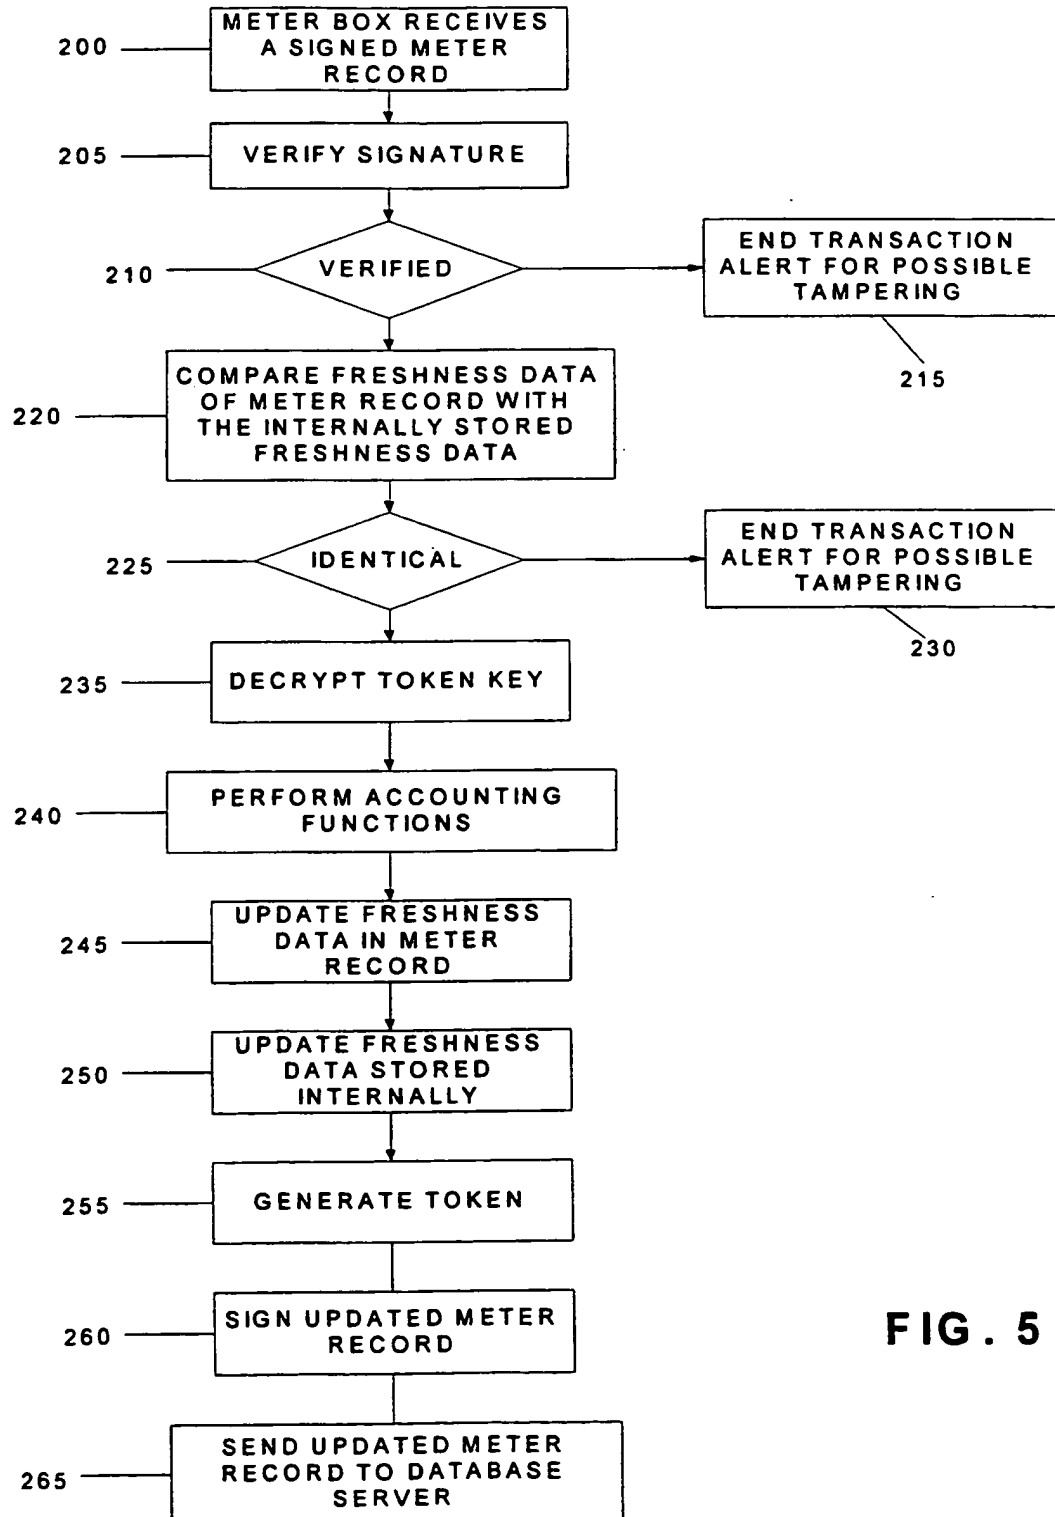 METER BOX RECEIVES
A SIGNED METER
RECORD
200
VERIFY SIGNATURE
205
VERIFIED
210
END TRANSACTION
ALERT FOR POSSIBLE
TAMPERING
215
COMPARE FRESHNESS DATA
OF METER RECORD WITH
THE INTERNALLY STORED
FRESHNESS DATA
220
IDENTICAL
225
END TRANSACTION
ALERT FOR POSSIBLE
TAMPERING
230
DECRYPT TOKEN KEY
235
PERFORM ACCOUNTING
FUNCTIONS
240
UPDATE FRESHNESS
DATA IN METER
RECORD
245
UPDATE FRESHNESS
DATA STORED
INTERNALLY
250
GENERATE TOKEN
255
SIGN UPDATED METER
RECORD
260
SEND UPDATED METER
RECORD TO DATABASE
SERVER
265
FIG. 5